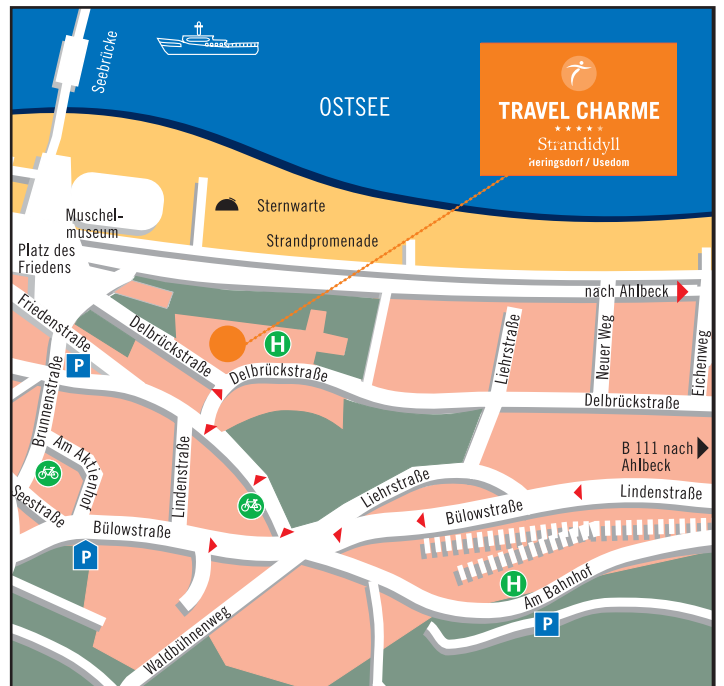 Seebrücke
OSTSEE
TRAVEL CHARME
★★★★★
Strandidyll
Heringsdorf / Usedom
Sternwarte
Muschel-
museum
Strandpromenade
Platz des
Friedens
nach Ahlbeck
Friedenstraße
Delbrückstraße
H
Delbrückstraße
Liehrstraße
Neuer Weg
Eichenweg
P
Brunnenstraße
Delbrückstraße
Am Aktienhof
Lindenstraße
B 111 nach
Ahlbeck
Seestraße
Liehrstraße
Lindenstraße
Bülowstraße
Bülowstraße
P
H
Am Bahnhof
Waldbühnenweg
P